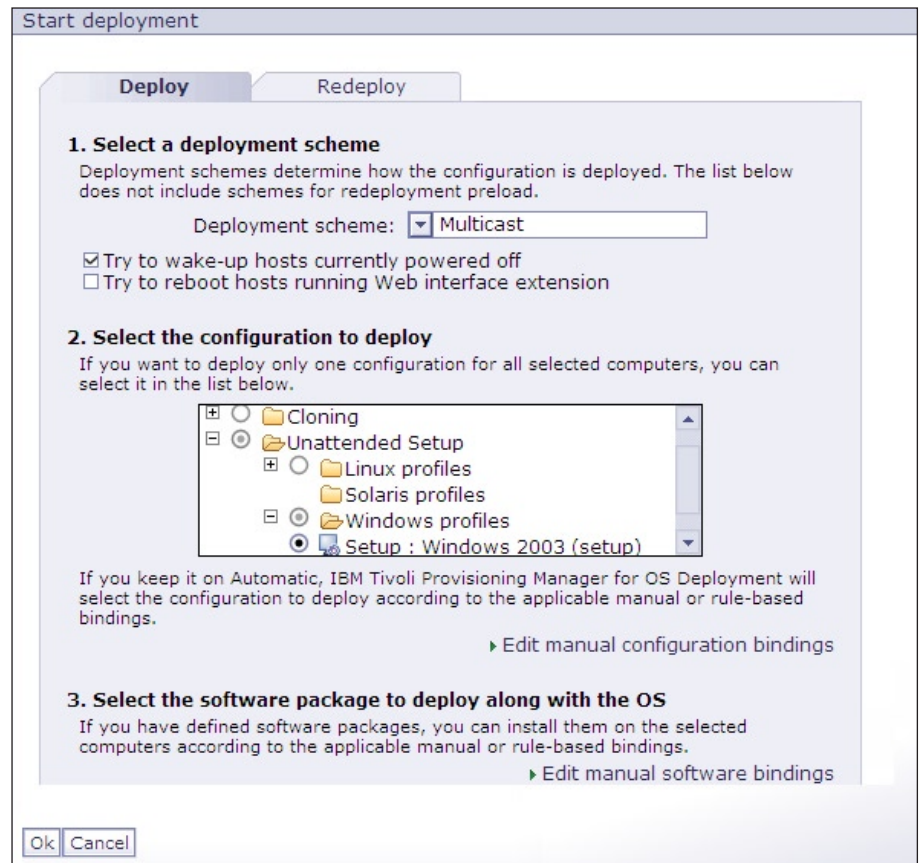 Start deployment
Deploy
Redeploy
1. Select a deployment scheme
Deployment schemes determine how the configuration is deployed. The list below
does not include schemes for redeployment preload.
Deployment scheme: Multicast
Try to wake-up hosts currently powered off
Try to reboot hosts running Web interface extension
2. Select the configuration to deploy
If you want to deploy only one configuration for all selected computers, you can
select it in the list below.
Cloning
Unattended Setup
Linux profiles
Solaris profiles
Windows profiles
Setup : Windows 2003 (setup)
If you keep it on Automatic, IBM Tivoli Provisioning Manager for OS Deployment will
select the configuration to deploy according to the applicable manual or rule-based
bindings.
Edit manual configuration bindings
3. Select the software package to deploy along with the OS
If you have defined software packages, you can install them on the selected
computers according to the applicable manual or rule-based bindings.
Edit manual software bindings
Ok Cancel